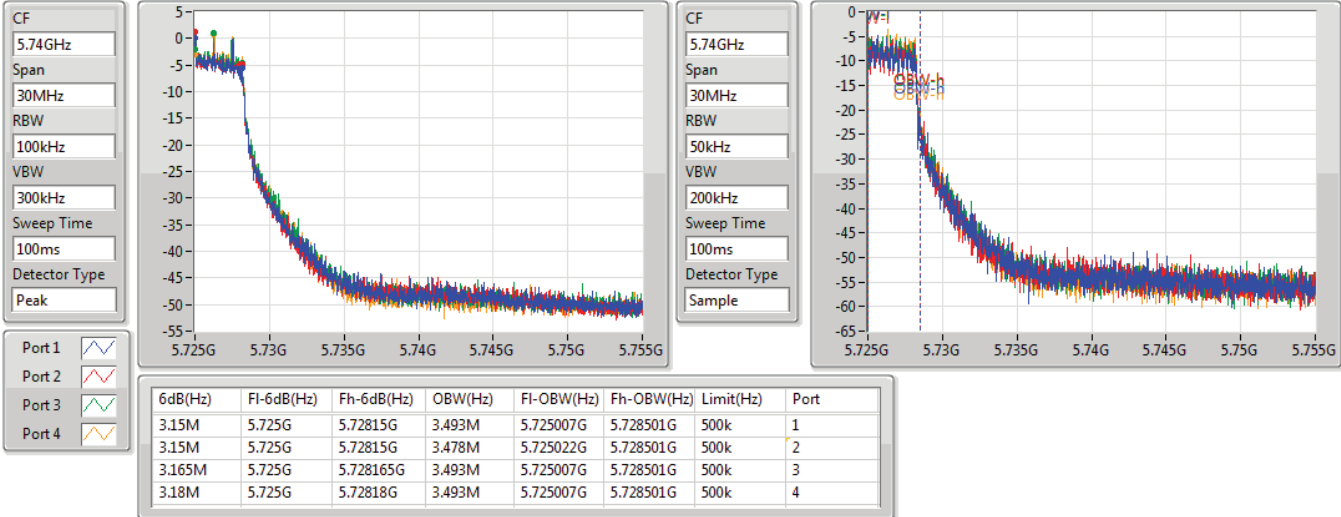 CF
5.74GHz
Span
30MHz
RBW
100kHz
VBW
300kHz
Sweep Time
100ms
Detector Type
Peak
5
0
-5
-10
-15
-20
-25
-30
-35
-40
-45
-50
-55
5.725G 5.73G 5.735G 5.74G 5.745G 5.75G 5.755G
CF
5.74GHz
Span
30MHz
RBW
50kHz
VBW
200kHz
Sweep Time
100ms
Detector Type
Sample
0
-5
-10
-15
-20
-25
-30
-35
-40
-45
-50
-55
-60
-65
OBW-h
OBW-h
OBW-h
5.725G 5.73G 5.735G 5.74G 5.745G 5.75G 5.755G
Port 1
Port 2
Port 3
Port 4
6dB(Hz) Fl-6dB(Hz) Fh-6dB(Hz) OBW(Hz) Fl-OBW(Hz) Fh-OBW(Hz) Limit(Hz) Port
3.15M 5.725G 5.72815G 3.493M 5.725007G 5.728501G 500k 1
3.15M 5.725G 5.72815G 3.478M 5.725022G 5.728501G 500k 2
3.165M 5.725G 5.728165G 3.493M 5.725007G 5.728501G 500k 3
3.18M 5.725G 5.72818G 3.493M 5.725007G 5.728501G 500k 4